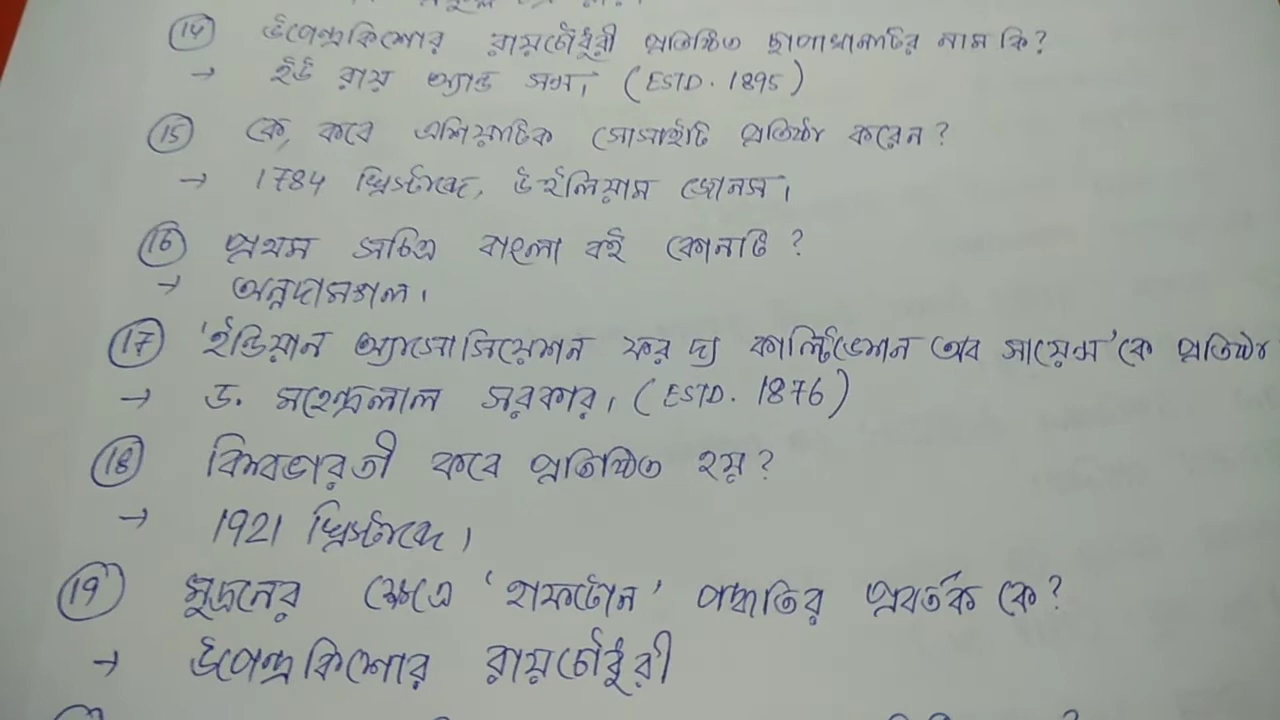 (14) উপেন্দ্রকিশোর রায়চৌধুরী প্রতিষ্ঠিত ছাপাখানাটির নাম কি?
→ ইউ রায় অ্যান্ড সন্স। (ESTD. 1895)
(15) কে, কবে এশিয়াটিক সোসাইটি প্রতিষ্ঠা করেন?
→ 1784 খ্রিস্টাব্দে, উইলিয়াম জোনস।
(16) প্রথম সচিত্র বাংলা বই কোনটি?
→ অন্নদামঙ্গল।
(17) 'ইন্ডিয়ান অ্যাসোসিয়েশন ফর দ্য কাল্টিভেশন অব সায়েন্স' কে প্রতিষ্ঠা
→ ড. মহেন্দ্রলাল সরকার। (ESTD. 1876)
(18) বিশ্বভারতী কবে প্রতিষ্ঠিত হয়?
→ 1921 খ্রিস্টাব্দে।
(19) মুদ্রনের ক্ষেত্রে 'হাফটোন' পদ্ধতির প্রবর্তক কে?
→ উপেন্দ্রকিশোর রায়চৌধুরী